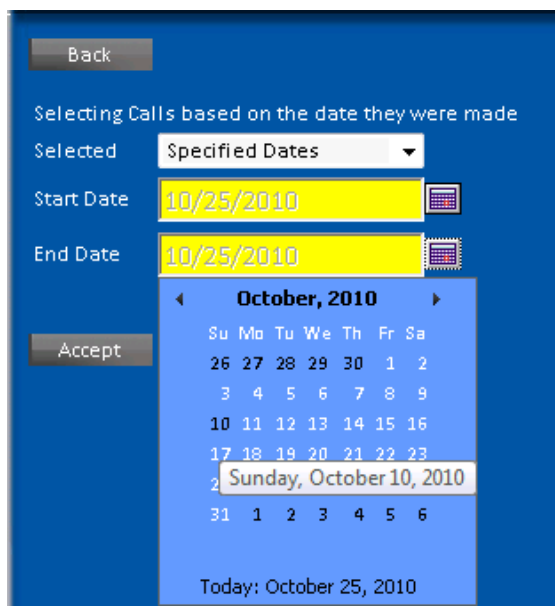 Back
Selecting Calls based on the date they were made
Selected Specified Dates
Start Date 10/25/2010
End Date 10/25/2010
October, 2010
Su Mo Tu We Th Fr Sa
26 27 28 29 30 1 2
Accept
3 4 5 6 7 8 9
10 11 12 13 14 15 16
17 18 19 20 21 22 23
Sunday, October 10, 2010
31 1 2 3 4 5 6
Today: October 25, 2010